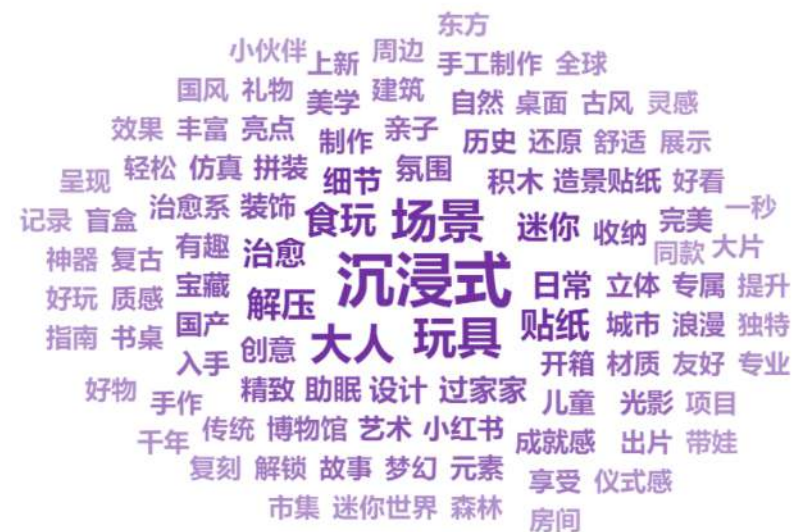 东方
小伙伴 上新 周边 手工制作 全球
国风 礼物 美学 建筑 自然 桌面 古风 灵感
效果 丰富 亮点 制作 亲子 历史 还原 舒适 展示
呈现 轻松 仿真 拼装 细节 氛围 积木 造景贴纸 好看
记录 盲盒 治愈系 装饰 食玩 场景 迷你 收纳 完美 一秒
神器 复古 有趣 治愈 沉浸式 同款 大片
好玩 质感 宝藏 解压 日常 立体 专属 提升
指南 书桌 国产 创意 大人 玩具 贴纸 城市 浪漫 独特
入手 开箱 材质 友好 专业
好物 手作 精致 助眠 设计 过家家 儿童 光影 项目
千年 传统 博物馆 艺术 小红书 成就感 出片 带娃
复刻 解锁 故事 梦幻 元素 享受 仪式感
市集 迷你世界 森林 房间